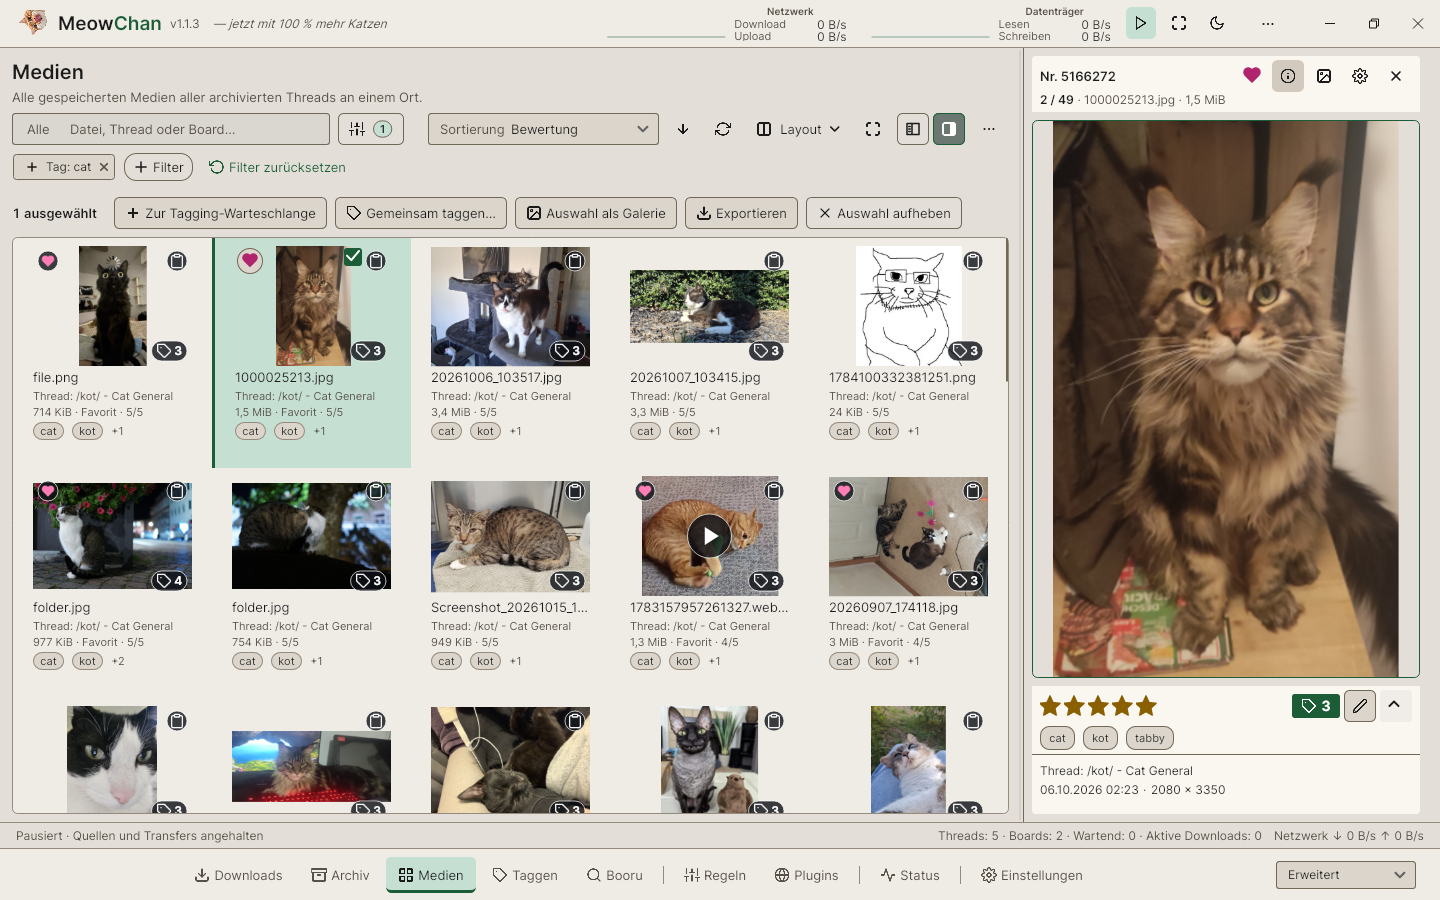 MeowChan v1.1.3 — jetzt mit 100 % mehr Katzen
Netzwerk
Download 0 B/s
Upload 0 B/s
Datenträger
Lesen 0 B/s
Schreiben 0 B/s
Medien
Alle gespeicherten Medien aller archivierten Threads an einem Ort.
Alle Datei, Thread oder Board...
1
Sortierung Bewertung
Layout
Tag: cat
Filter
Filter zurücksetzen
1 ausgewählt
Zur Tagging-Warteschlange
Gemeinsam taggen...
Auswahl als Galerie
Exportieren
Auswahl aufheben
3
file.png
Thread: /kot/ - Cat General
714 KiB · Favorit · 5/5
cat kot +1
3
1000025213.jpg
Thread: /kot/ - Cat General
1,5 MiB · Favorit · 5/5
cat kot +1
3
20261006_103517.jpg
Thread: /kot/ - Cat General
3,4 MiB · 5/5
cat kot +1
3
20261007_103415.jpg
Thread: /kot/ - Cat General
3,3 MiB · 5/5
cat kot +1
3
1784100332381251.png
Thread: /kot/ - Cat General
24 KiB · 5/5
cat kot +1
4
folder.jpg
Thread: /kot/ - Cat General
977 KiB · Favorit · 5/5
cat kot +2
3
folder.jpg
Thread: /kot/ - Cat General
754 KiB · 5/5
cat kot +1
3
Screenshot_20261015_1...
Thread: /kot/ - Cat General
949 KiB · 5/5
cat kot +1
3
1783157957261327.web...
Thread: /kot/ - Cat General
1,3 MiB · Favorit · 4/5
cat kot +1
3
20260907_174118.jpg
Thread: /kot/ - Cat General
3 MiB · Favorit · 4/5
cat kot +1
3
3
3
3
3
Nr. 5166272
2 / 49 · 1000025213.jpg · 1,5 MiB
3
cat kot tabby
Thread: /kot/ - Cat General
06.10.2026 02:23 · 2080 × 3350
Pausiert · Quellen und Transfers angehalten
Threads: 5 · Boards: 2 · Wartend: 0 · Aktive Downloads: 0 Netzwerk ↓ 0 B/s ↑ 0 B/s
Downloads
Archiv
Medien
Taggen
Booru
Regeln
Plugins
Status
Einstellungen
Erweitert